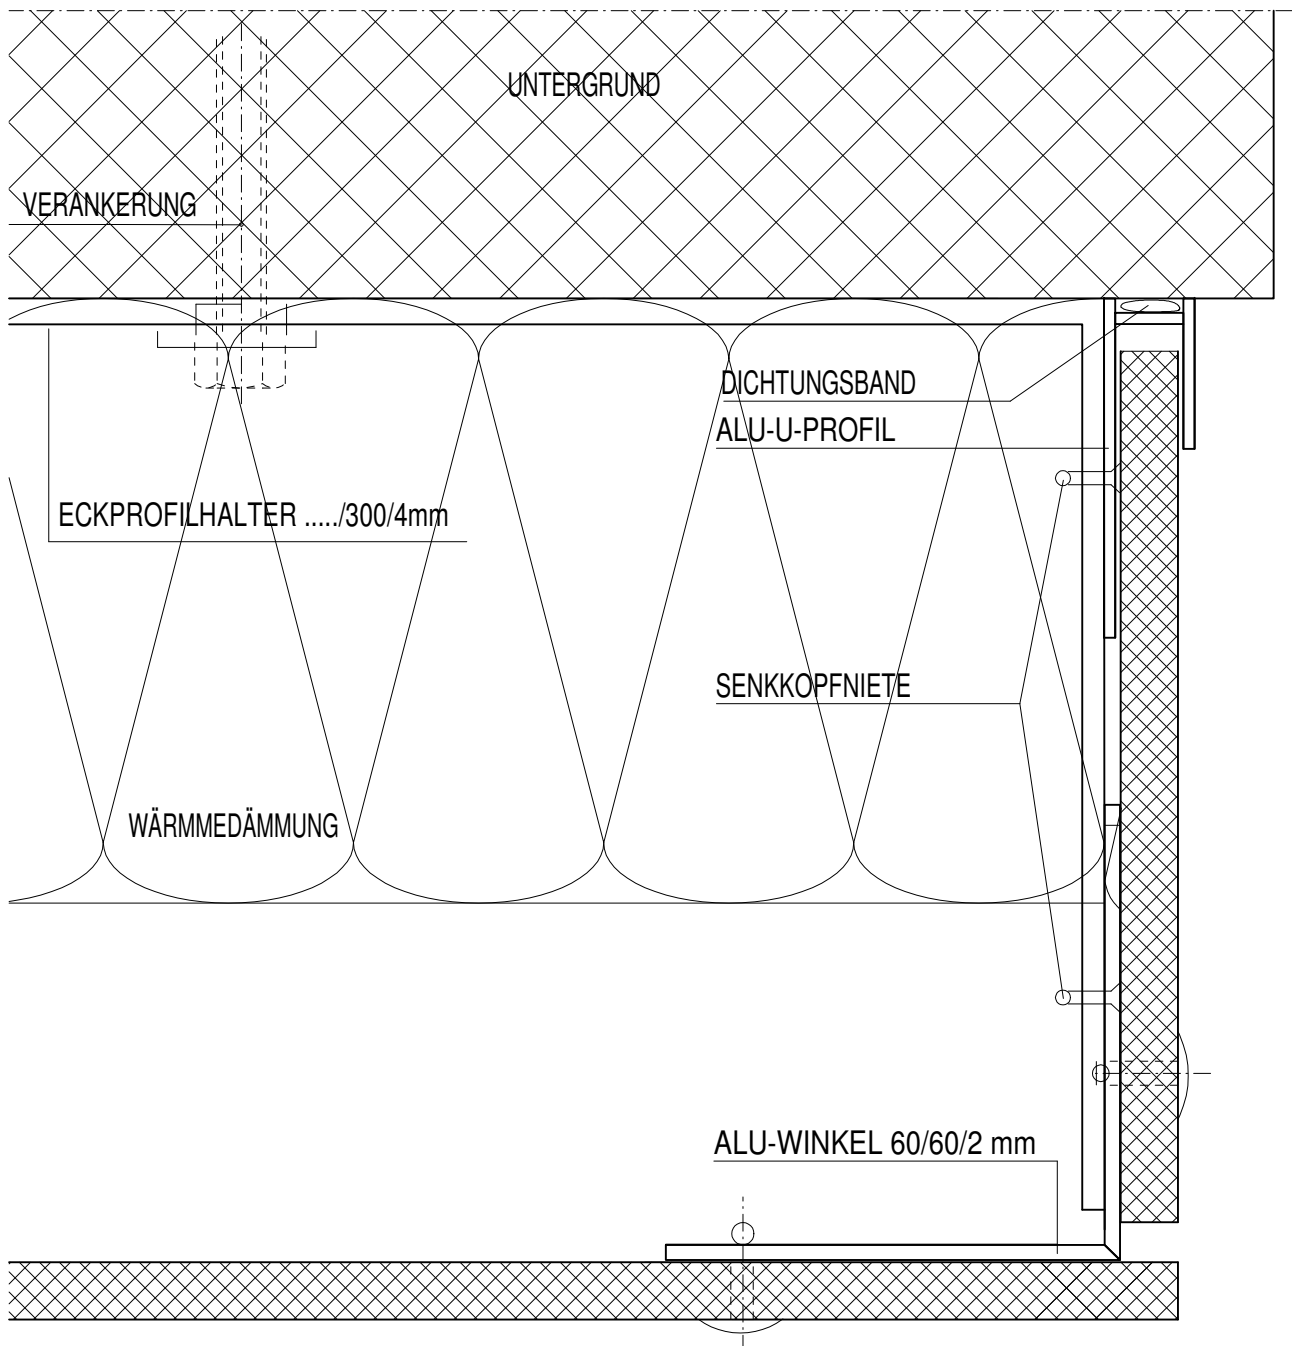 UNTERGRUND
VERANKERUNG
DICHTUNGSBAND
ALU-U-PROFIL
ECKPROFILHALTER ...../300/4mm
SENKKOPFNIETE
WÄRMMEDÄMMUNG
ALU-WINKEL 60/60/2 mm